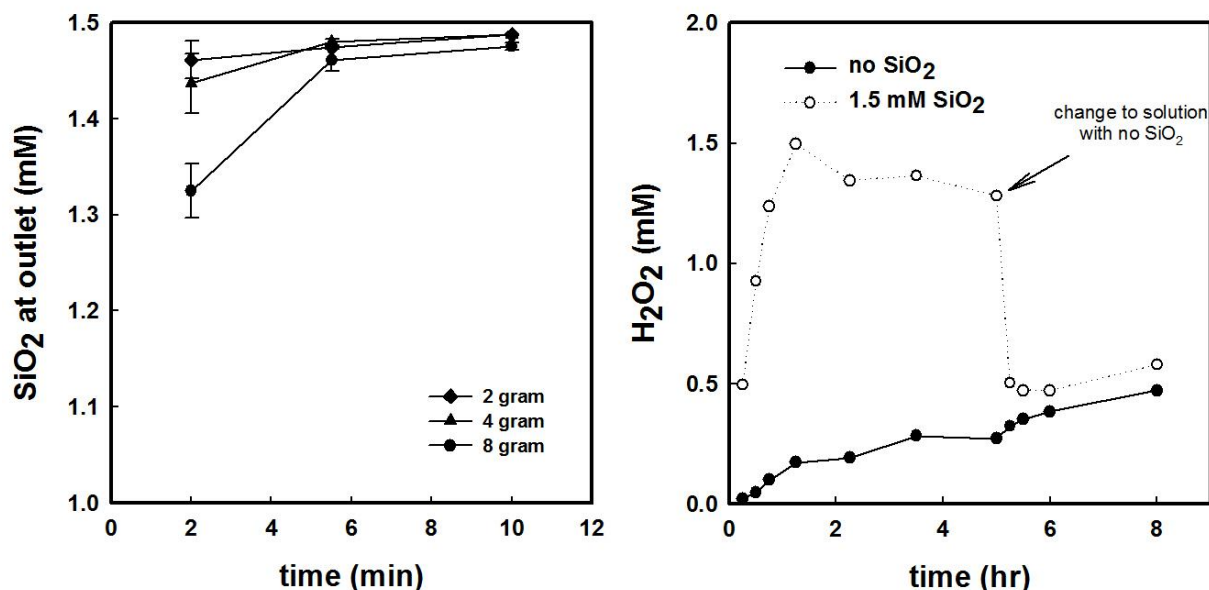 SiO2 at outlet (mM)
1.5
1.4
1.3
1.2
1.1
1.0
2 gram
4 gram
8 gram
0 2 4 6 8 10 12
time (min)
H2O2 (mM)
2.0
1.5
1.0
0.5
0.0
no SiO2
1.5 mM SiO2
change to solution
with no SiO2
0 2 4 6 8
time (hr)